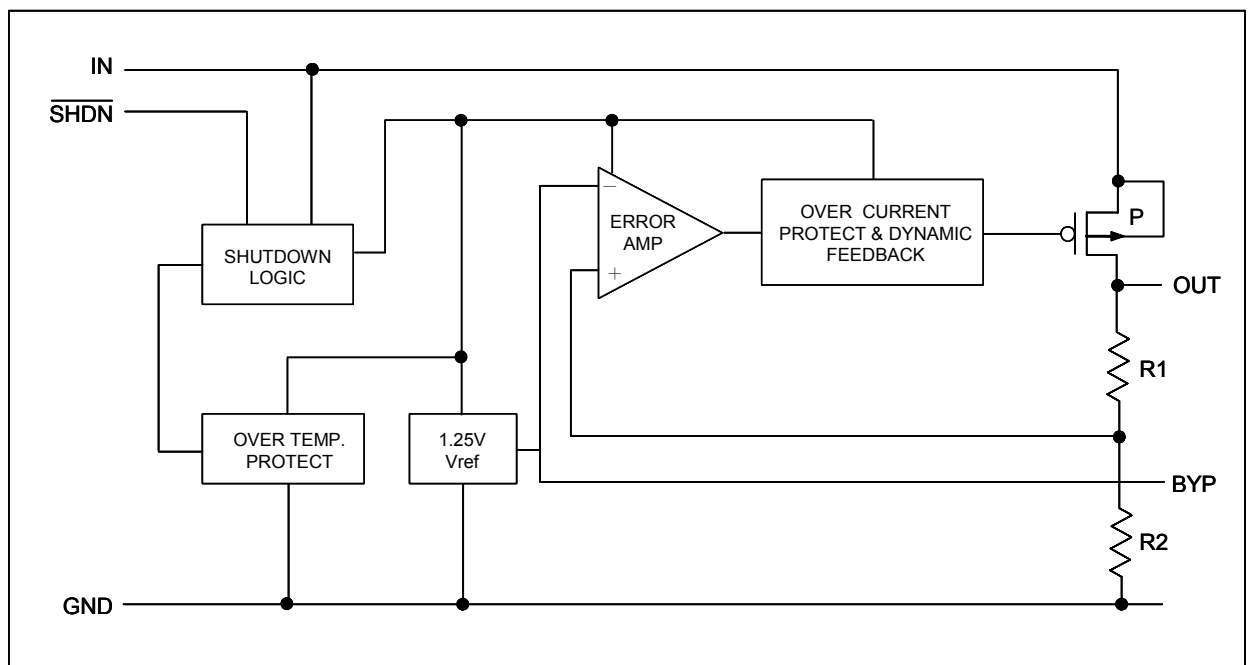 IN
SHDN
SHUTDOWN
LOGIC
−
ERROR
AMP
+
OVER CURRENT
PROTECT & DYNAMIC
FEEDBACK
P
OUT
R1
OVER TEMP.
PROTECT
1.25V
Vref
BYP
R2
GND